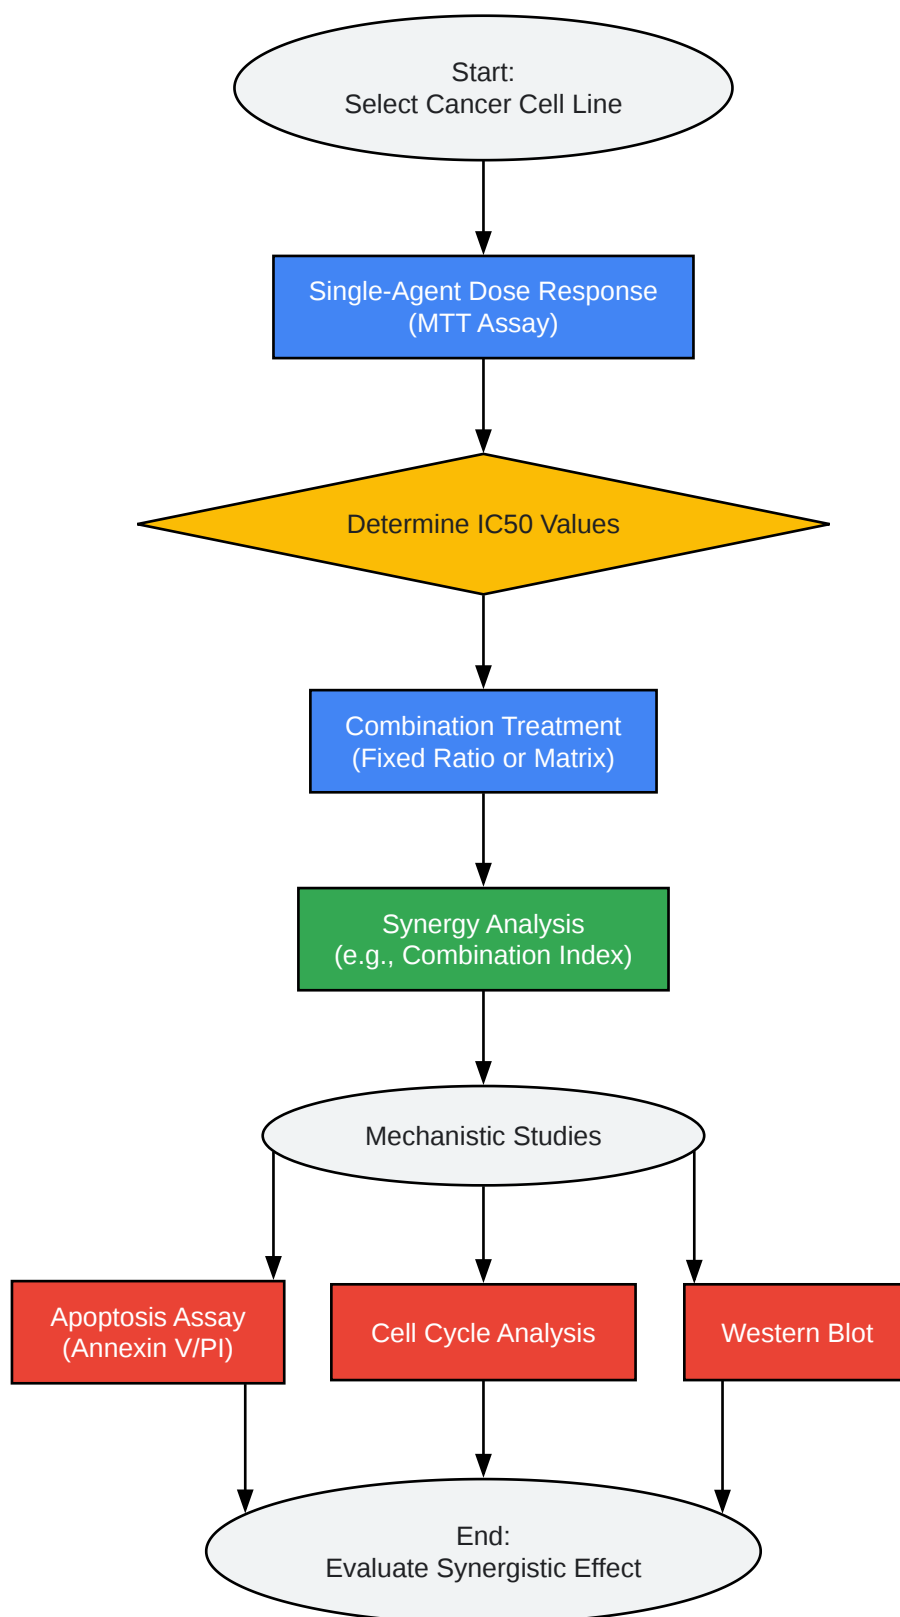 Start:
Select Cancer Cell Line
Single-Agent Dose Response
(MTT Assay)
Determine IC50 Values
Combination Treatment
(Fixed Ratio or Matrix)
Synergy Analysis
(e.g., Combination Index)
Mechanistic Studies
Apoptosis Assay
(Annexin V/PI)
Cell Cycle Analysis
Western Blot
End:
Evaluate Synergistic Effect